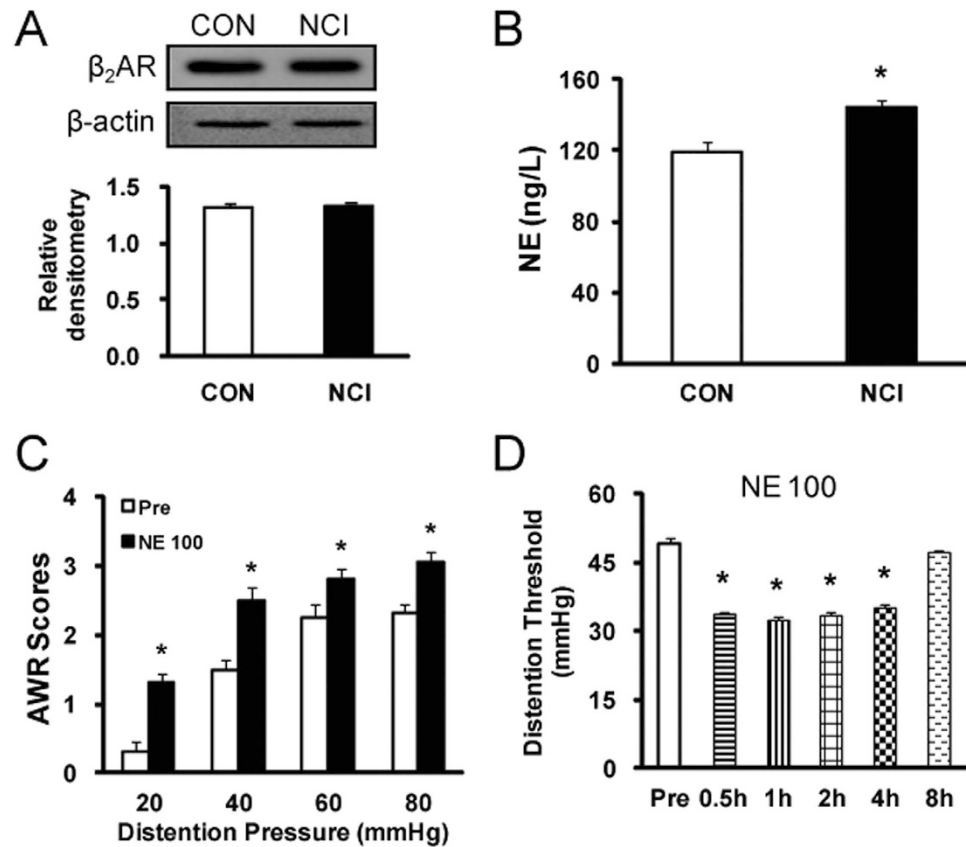 A
CON NCI
β₂AR
β-actin
Relative
densitometry
1.5
1.0
0.5
0.0
CON NCI
B
NE (ng/L)
160
120
80
40
0
*
CON NCI
C
AWR Scores
4
3
2
1
0
Pre
NE 100
* * * *
20 40 60 80
Distention Pressure (mmHg)
D
NE 100
Distention Threshold
(mmHg)
60
45
30
15
0
* * * *
Pre 0.5h 1h 2h 4h 8h